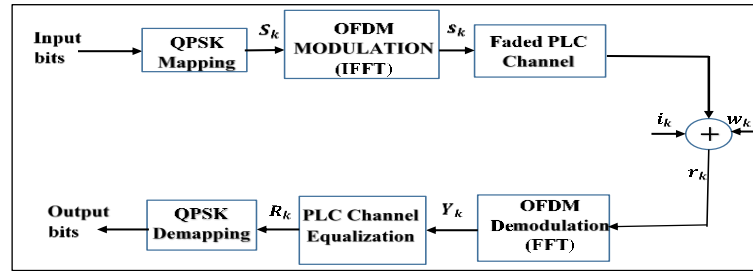 Input
bits
QPSK
Mapping
S_k
OFDM
MODULATION
(IFFT)
s_k
Faded PLC
Channel
i_k
+
w_k
r_k
Output
bits
QPSK
Demapping
R_k
PLC Channel
Equalization
Y_k
OFDM
Demodulation
(FFT)